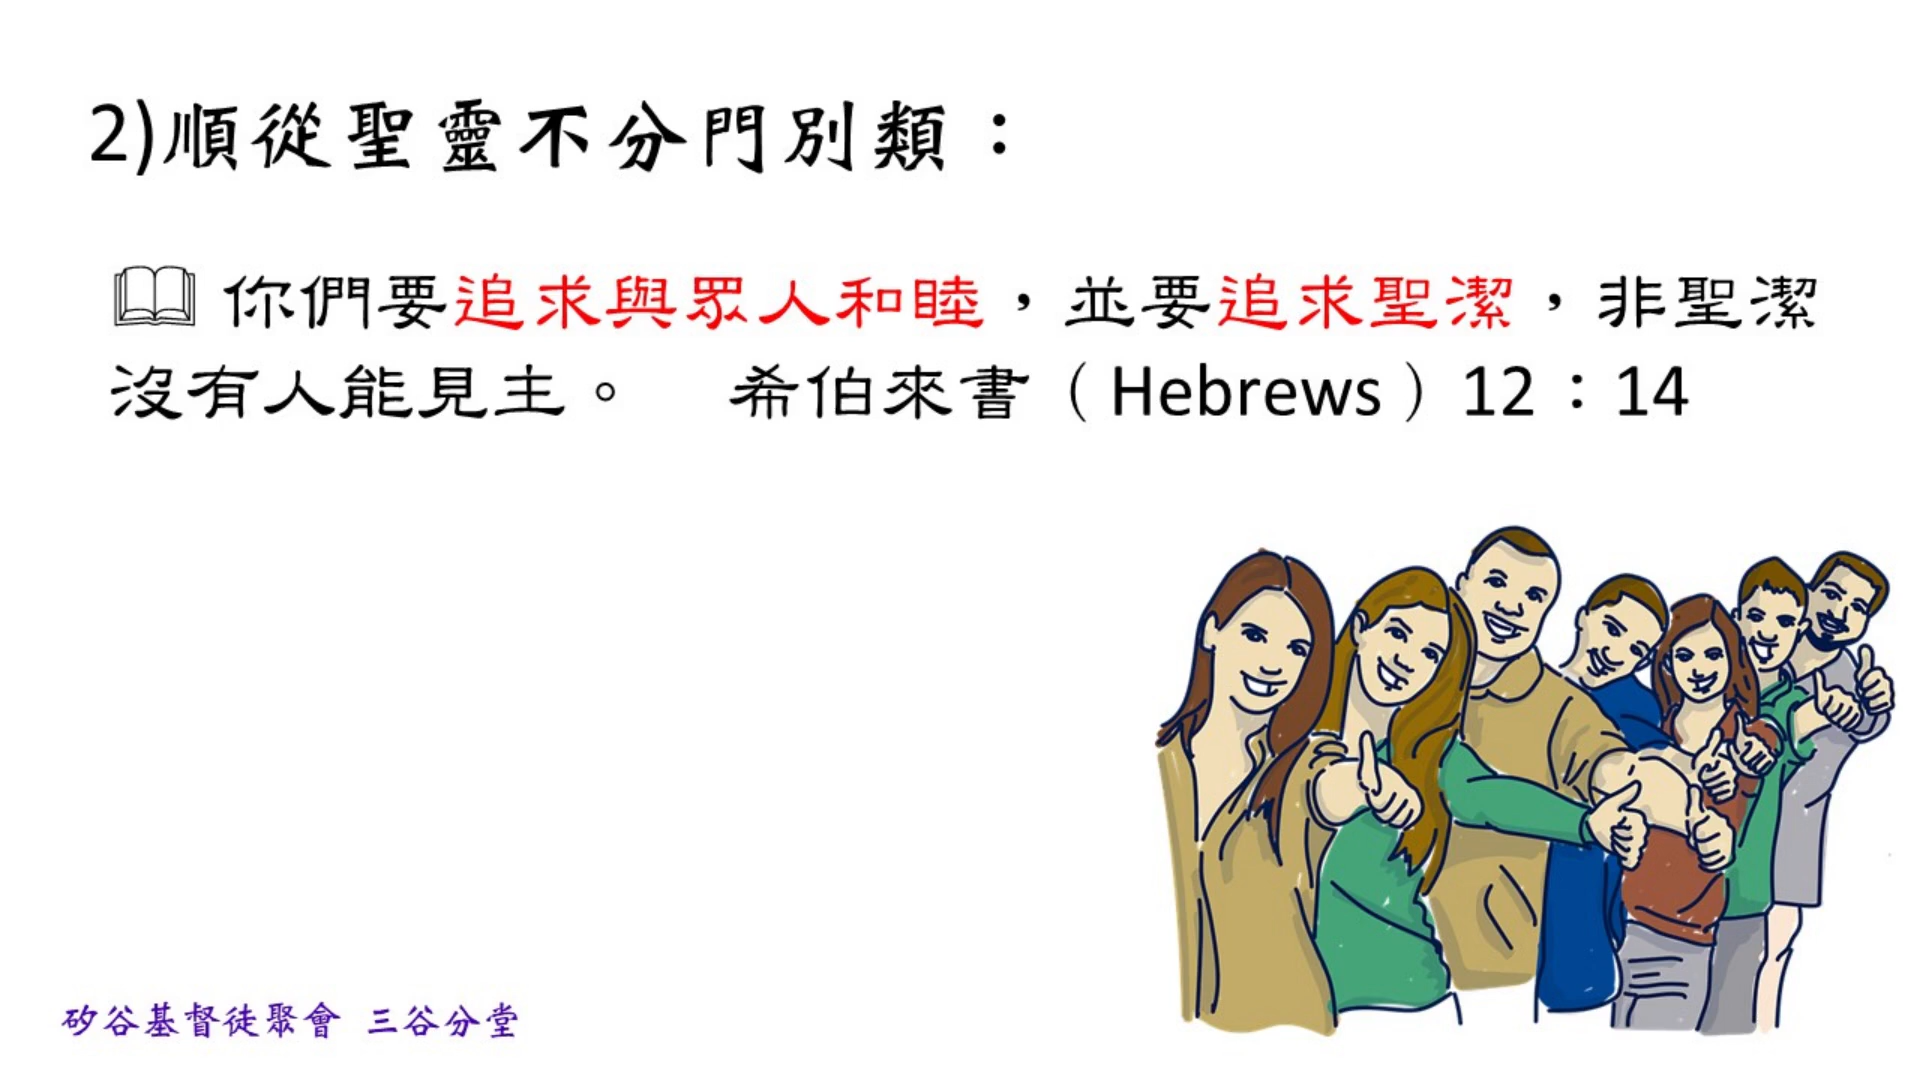 2)順從聖靈不分門別類：
你們要追求與眾人和睦，並要追求聖潔，非聖潔
沒有人能見主。 希伯來書（Hebrews）12：14
矽谷基督徒聚會 三谷分堂